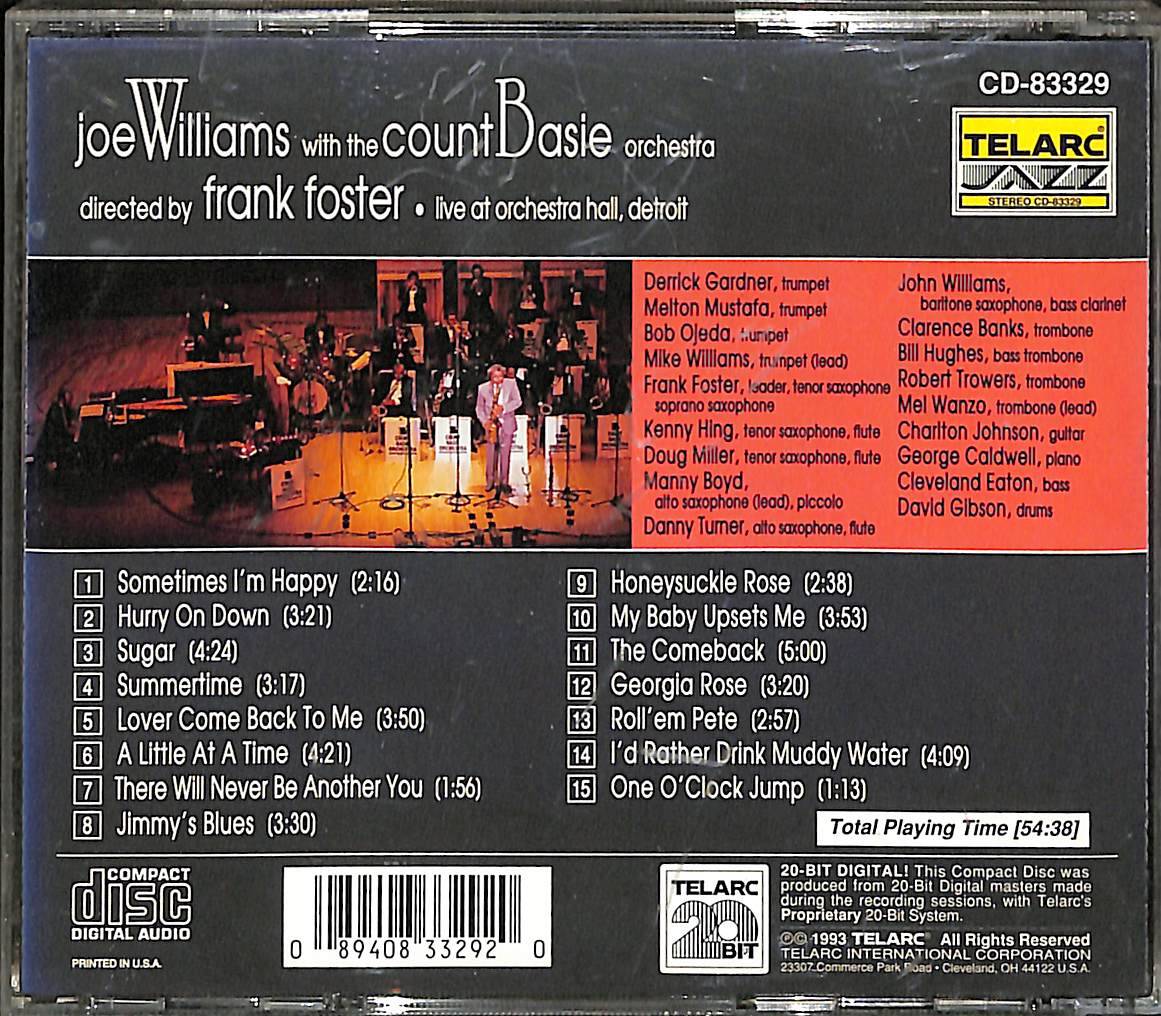 CD-83329
joe Williams with the count Basie orchestra
directed by frank foster • live at orchestra hall, detroit
TELARC®
JAZZ
STEREO CD-83329
Derrick Gardner, trumpet
Melton Mustafa, trumpet
Bob Ojeda, trumpet
Mike Williams, trumpet (lead)
Frank Foster, leader, tenor saxophone
soprano saxophone
Kenny Hing, tenor saxophone, flute
Doug Miller, tenor saxophone, flute
Manny Boyd,
alto saxophone (lead), piccolo
Danny Turner, alto saxophone, flute
John Williams,
baritone saxophone, bass clarinet
Clarence Banks, trombone
Bill Hughes, bass trombone
Robert Trowers, trombone
Mel Wanzo, trombone (lead)
Charlton Johnson, guitar
George Caldwell, piano
Cleveland Eaton, bass
David Gibson, drums
1 Sometimes I'm Happy (2:16)
2 Hurry On Down (3:21)
3 Sugar (4:24)
4 Summertime (3:17)
5 Lover Come Back To Me (3:50)
6 A Little At A Time (4:21)
7 There Will Never Be Another You (1:56)
8 Jimmy's Blues (3:30)
9 Honeysuckle Rose (2:38)
10 My Baby Upsets Me (3:53)
11 The Comeback (5:00)
12 Georgia Rose (3:20)
13 Roll'em Pete (2:57)
14 I'd Rather Drink Muddy Water (4:09)
15 One O'Clock Jump (1:13)
Total Playing Time [54:38]
COMPACT
disc
DIGITAL AUDIO
PRINTED IN U.S.A.
0 89408 33292 0
TELARC
20
BIT
20-BIT DIGITAL! This Compact Disc was
produced from 20-Bit Digital masters made
during the recording sessions, with Telarc's
Proprietary 20-Bit System.
℗© 1993 TELARC® All Rights Reserved
TELARC INTERNATIONAL CORPORATION
23307 Commerce Park Road • Cleveland, OH 44122 U.S.A.